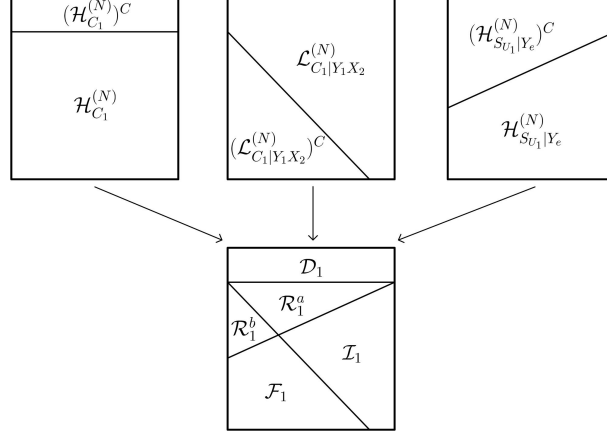 $(\mathcal{H}_{C_1}^{(N)})^C$
$\mathcal{H}_{C_1}^{(N)}$
$\mathcal{L}_{C_1|Y_1X_2}^{(N)}$
$(\mathcal{L}_{C_1|Y_1X_2}^{(N)})^C$
$(\mathcal{H}_{S_{U_1}|Y_e}^{(N)})^C$
$\mathcal{H}_{S_{U_1}|Y_e}^{(N)}$
$\mathcal{D}_1$
$\mathcal{R}_1^a$
$\mathcal{R}_1^b$
$\mathcal{I}_1$
$\mathcal{F}_1$